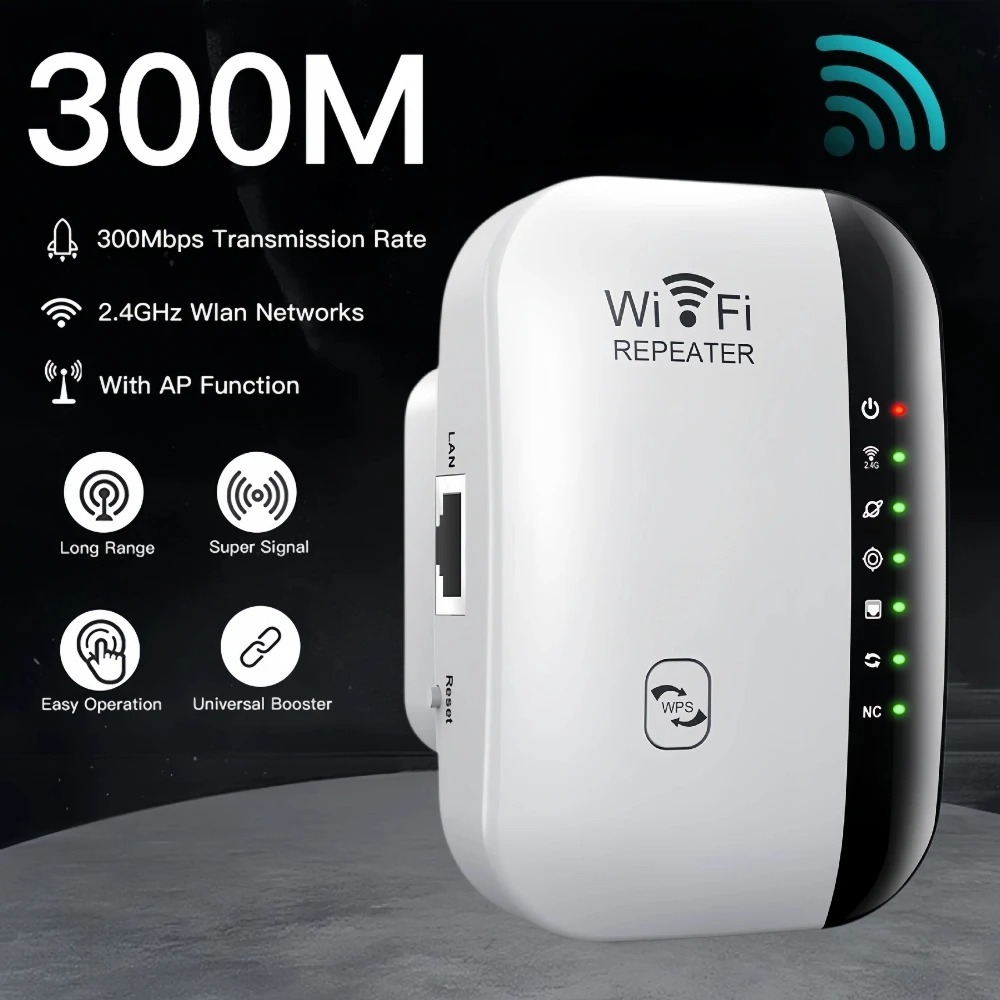 300M
300Mbps Transmission Rate
2.4GHz Wlan Networks
With AP Function
Long Range
Super Signal
Easy Operation
Universal Booster
Wi Fi
REPEATER
LAN
Reset
WPS
2.4G
NC